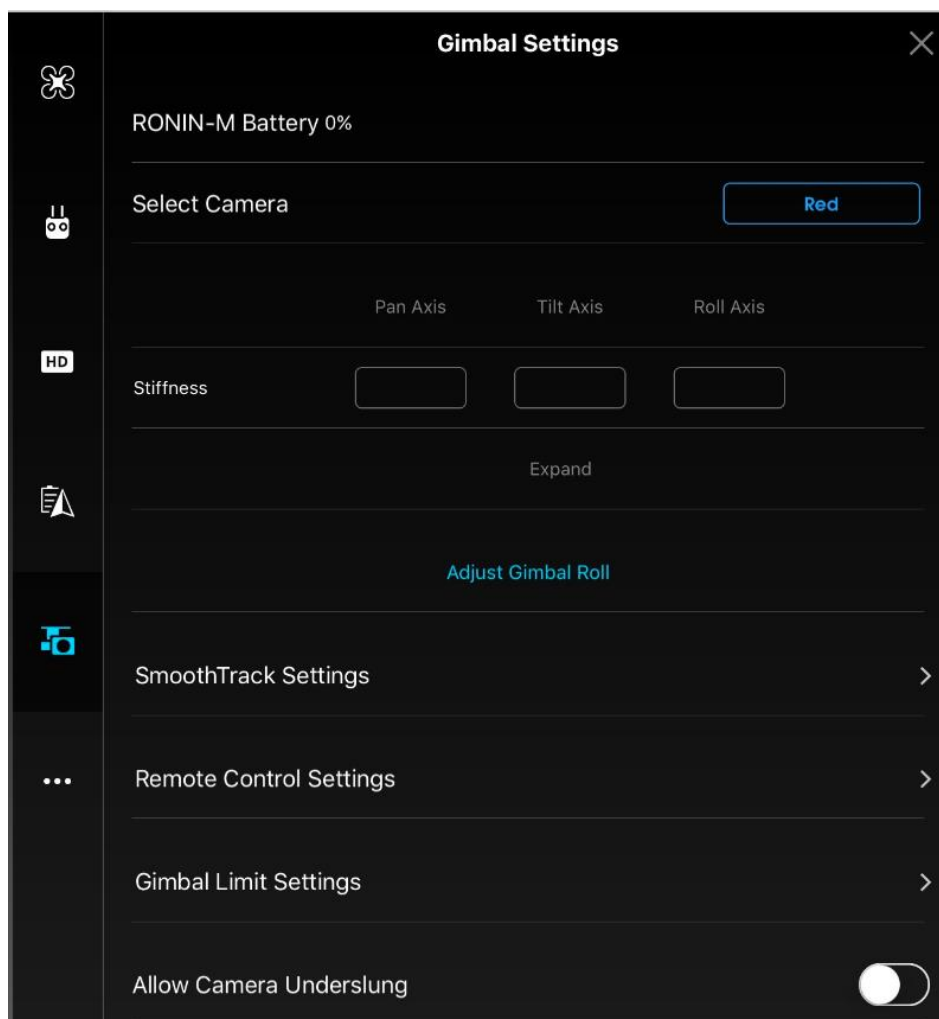 Gimbal Settings
RONIN-M Battery 0%
Select Camera Red
Pan Axis Tilt Axis Roll Axis
HD
Stiffness
Expand
Adjust Gimbal Roll
SmoothTrack Settings
Remote Control Settings
Gimbal Limit Settings
Allow Camera Underslung